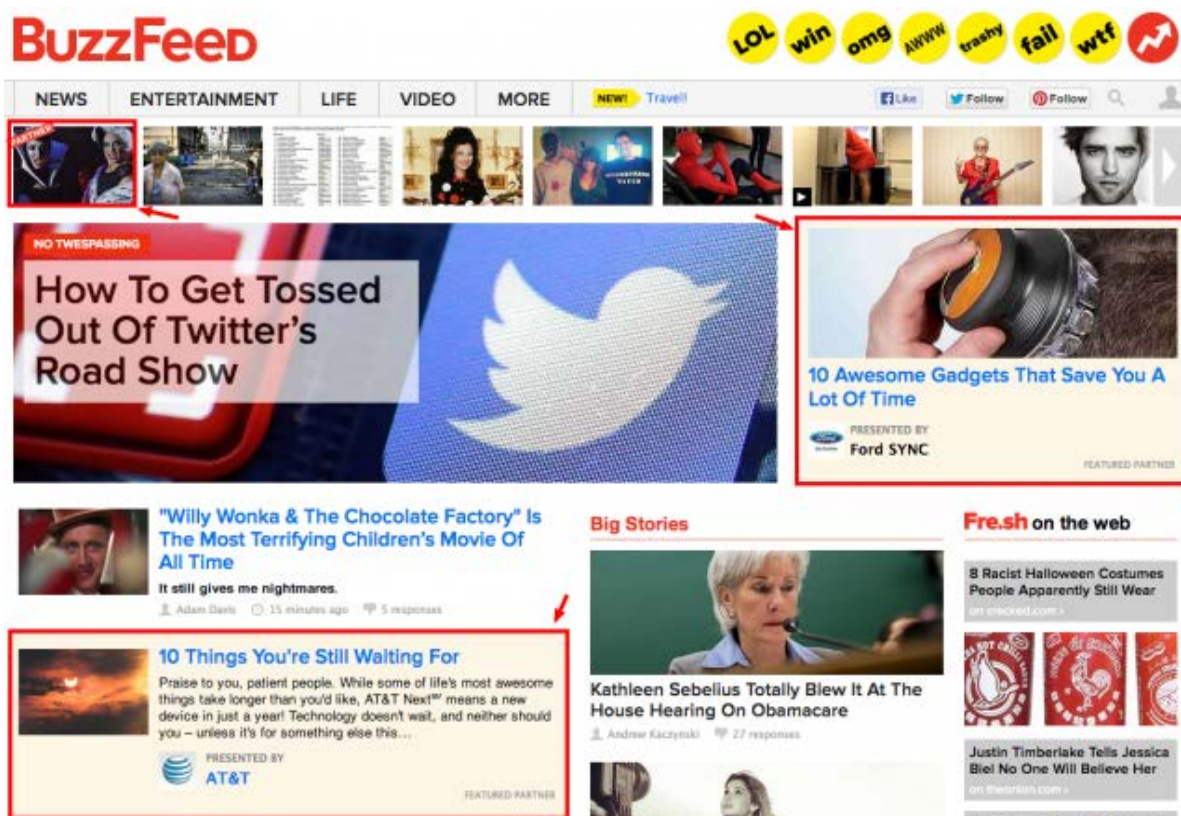 BuzzFeed
LOL
win
omg
AWWW
trashy
fail
wtf
NEWS ENTERTAINMENT LIFE VIDEO MORE NEW! Travel! Like Follow Follow
PARTNER
NO TWESPASSING
How To Get Tossed
Out Of Twitter's
Road Show
10 Awesome Gadgets That Save You A
Lot Of Time
PRESENTED BY
Ford SYNC
FEATURED PARTNER
"Willy Wonka & The Chocolate Factory" Is
The Most Terrifying Children's Movie Of
All Time
It still gives me nightmares.
Adam Davis 15 minutes ago 5 responses
10 Things You're Still Waiting For
Praise to you, patient people. While some of life's most awesome
things take longer than you'd like, AT&T Next℠ means a new
device in just a year! Technology doesn't wait, and neither should
you – unless it's for something else this...
PRESENTED BY
AT&T
FEATURED PARTNER
Big Stories
Kathleen Sebelius Totally Blew It At The
House Hearing On Obamacare
Andrew Kaczynski 27 responses
Fre.sh on the web
8 Racist Halloween Costumes
People Apparently Still Wear
on cracked.com ›
Justin Timberlake Tells Jessica
Biel No One Will Believe Her
on theonion.com ›